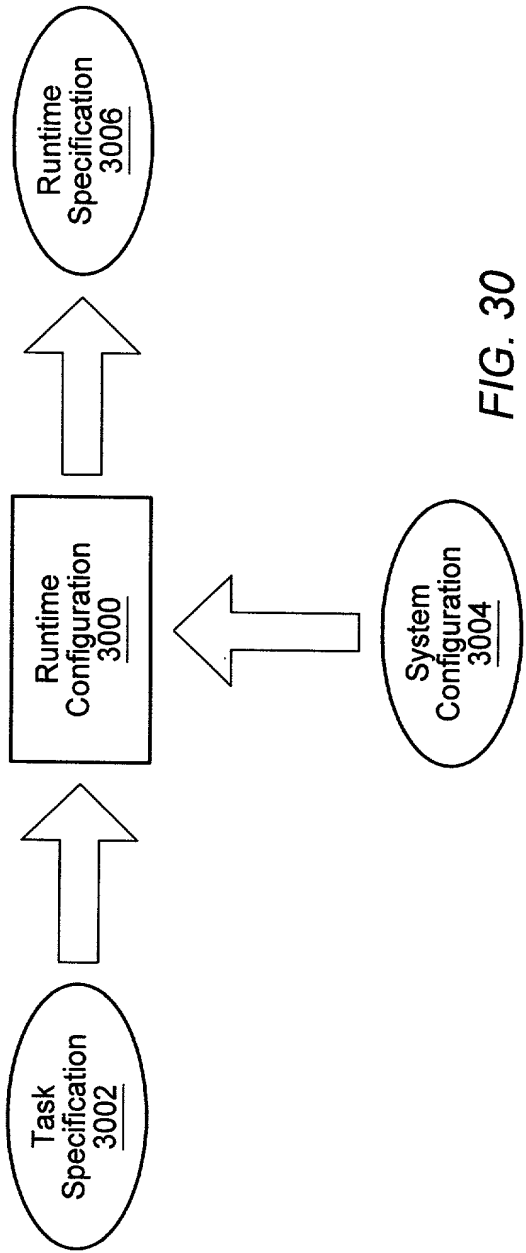 Task
Specification
3002
Runtime
Configuration
3000
Runtime
Specification
3006
System
Configuration
3004
FIG. 30